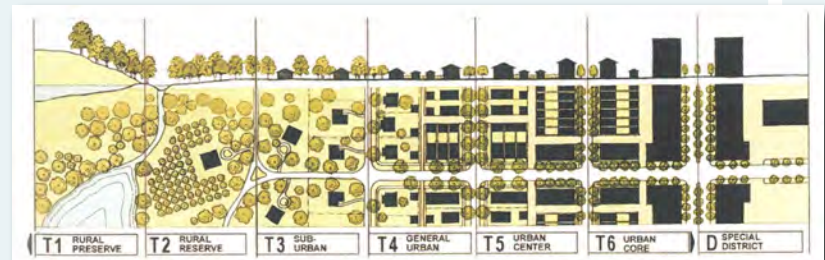 T1 RURAL PRESERVE
T2 RURAL RESERVE
T3 SUB-URBAN
T4 GENERAL URBAN
T5 URBAN CENTER
T6 URBAN CORE
D SPECIAL DISTRICT